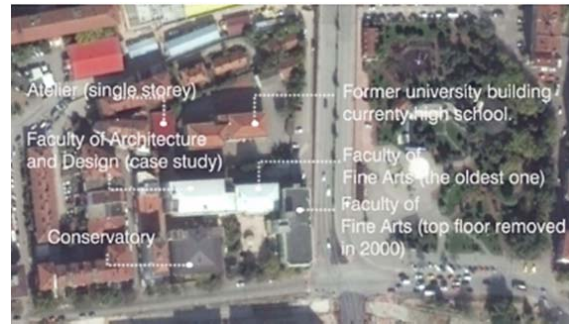 Atelier (single storey)
Faculty of Architecture
and Design (case study)
Conservatory
Former university building
currenty high school.
Faculty of
Fine Arts (the oldest one)
Faculty of
Fine Arts (top floor removed
in 2000)